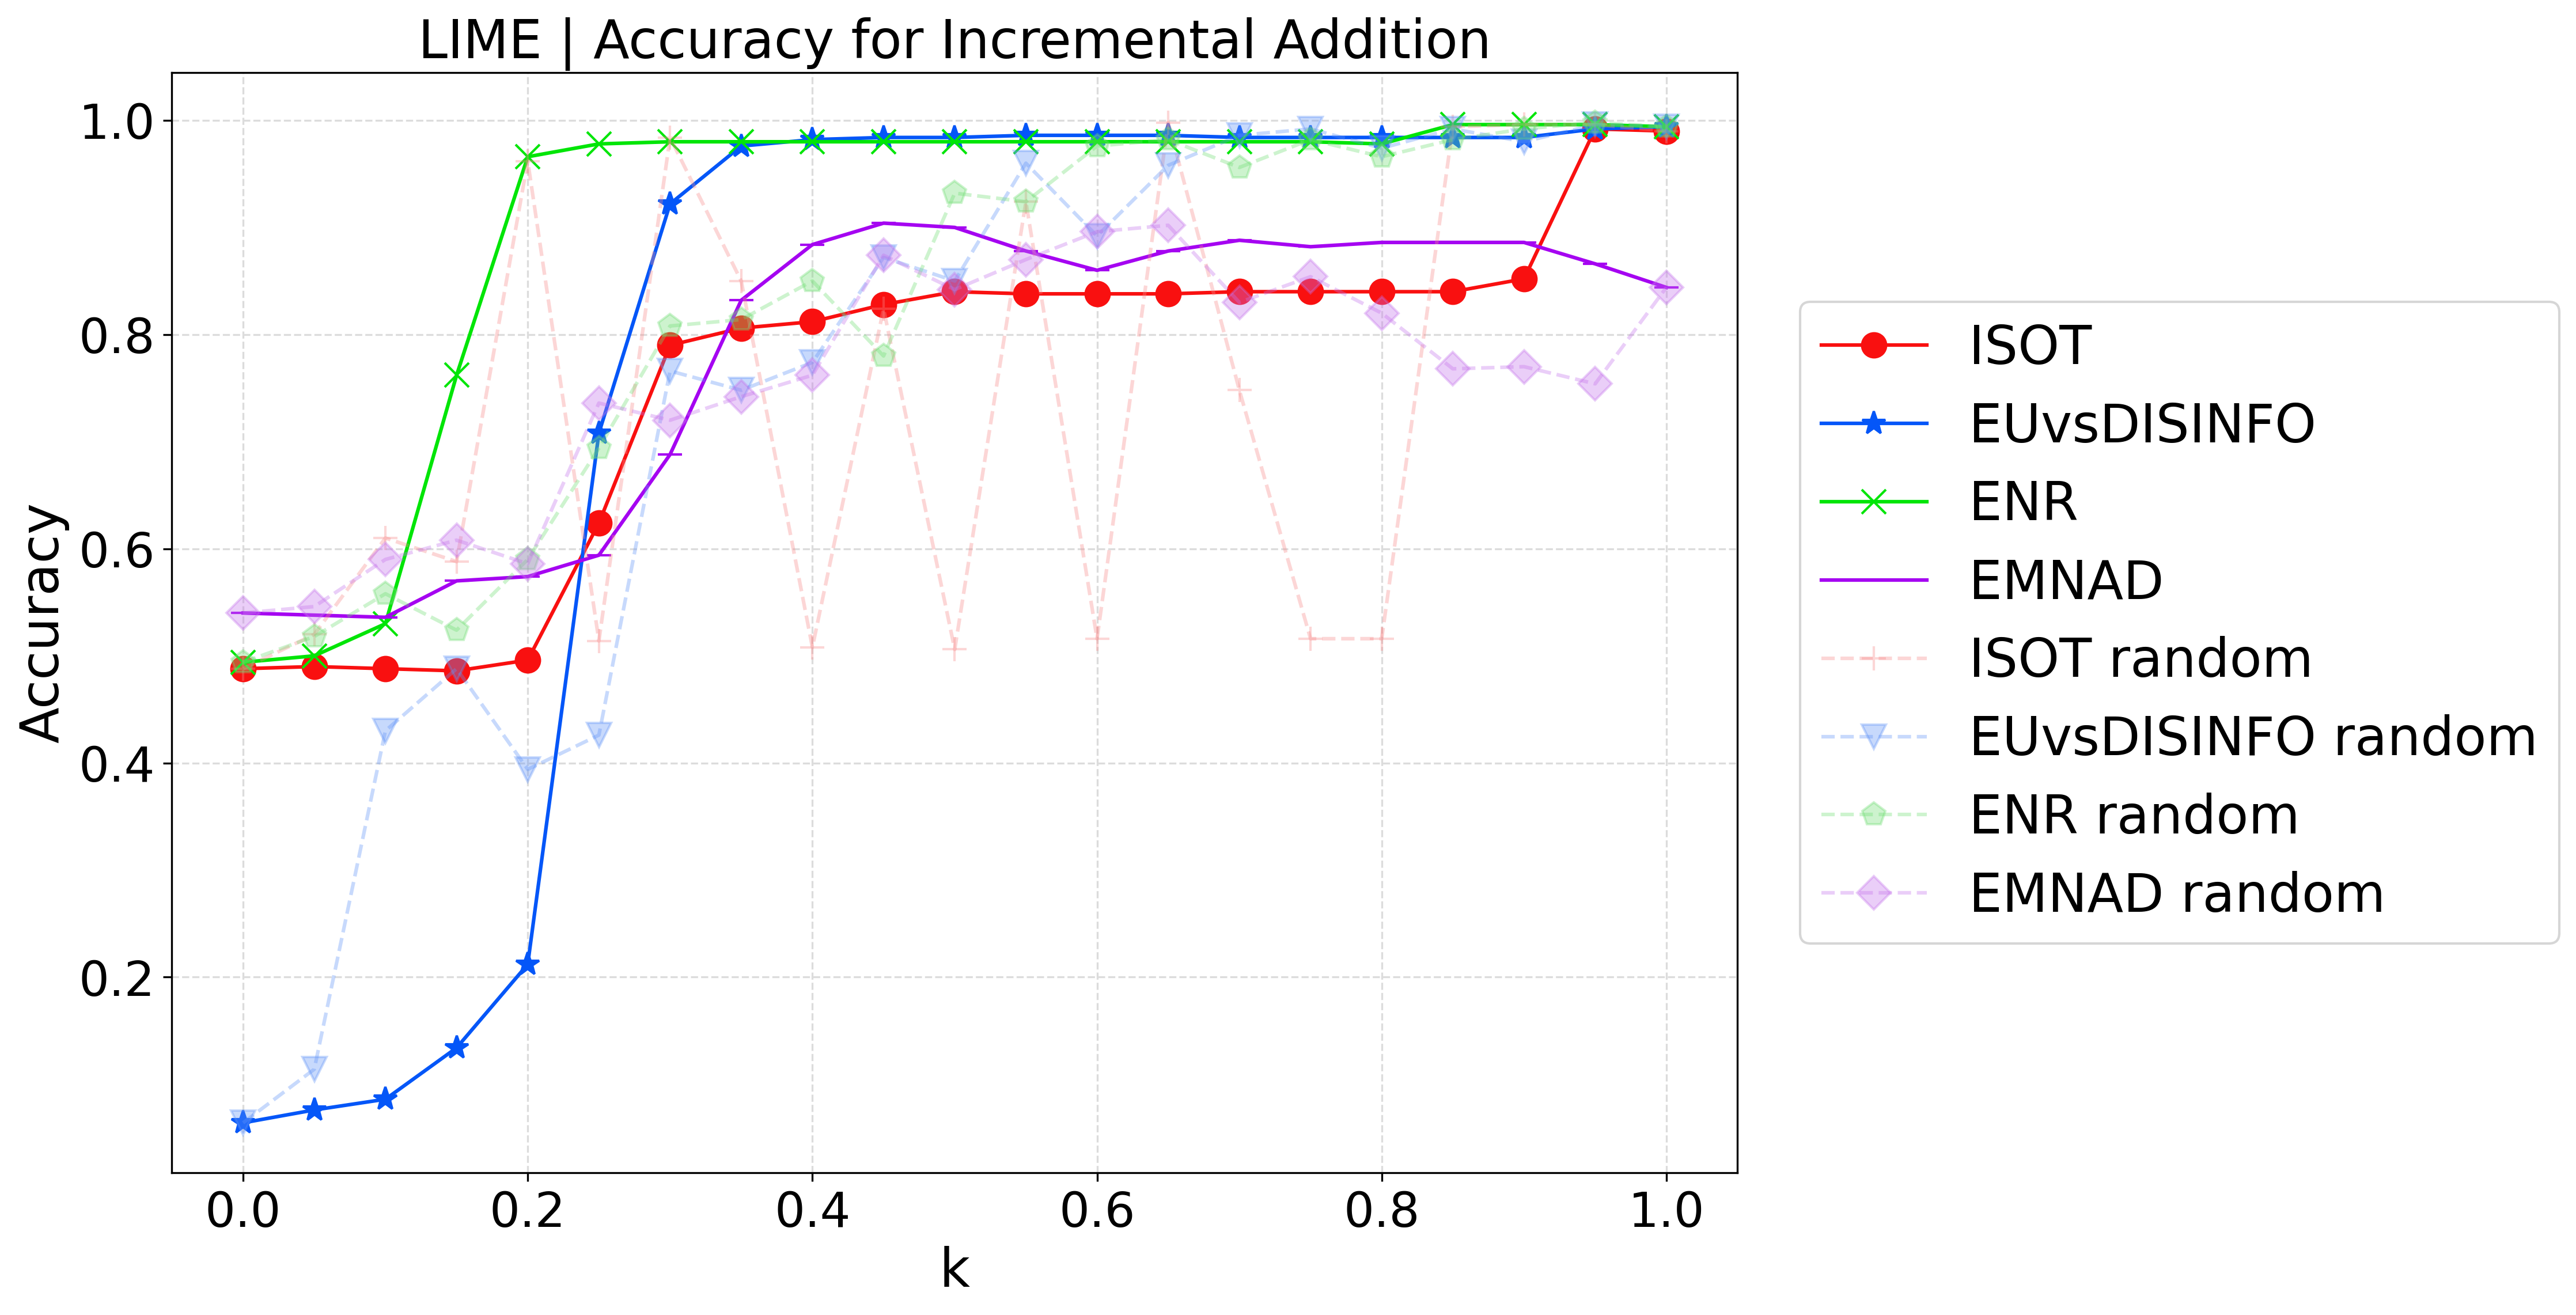 LIME | Accuracy for Incremental Addition
1.0
0.8
0.6
0.4
0.2
Accuracy
0.0 0.2 0.4 0.6 0.8 1.0
k
ISOT
EUvsDISINFO
ENR
EMNAD
ISOT random
EUvsDISINFO random
ENR random
EMNAD random